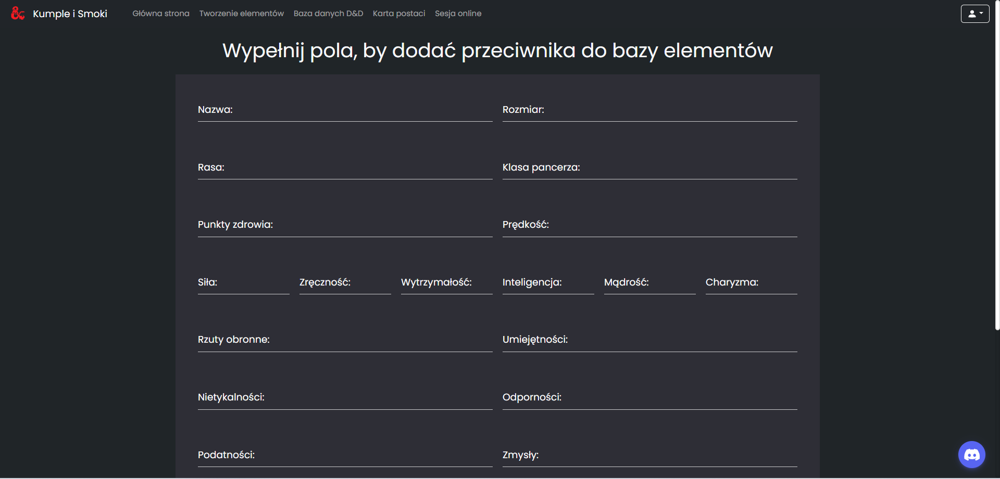 Kumple i Smoki Główna strona Tworzenie elementów Baza danych D&D Karta postaci Sesja online
Wypełnij pola, by dodać przeciwnika do bazy elementów
Nazwa: Rozmiar:
Rasa: Klasa pancerza:
Punkty zdrowia: Prędkość:
Siła: Zręczność: Wytrzymałość: Inteligencja: Mądrość: Charyzma:
Rzuty obronne: Umiejętności:
Nietykalności: Odporności:
Podatności: Zmysły: